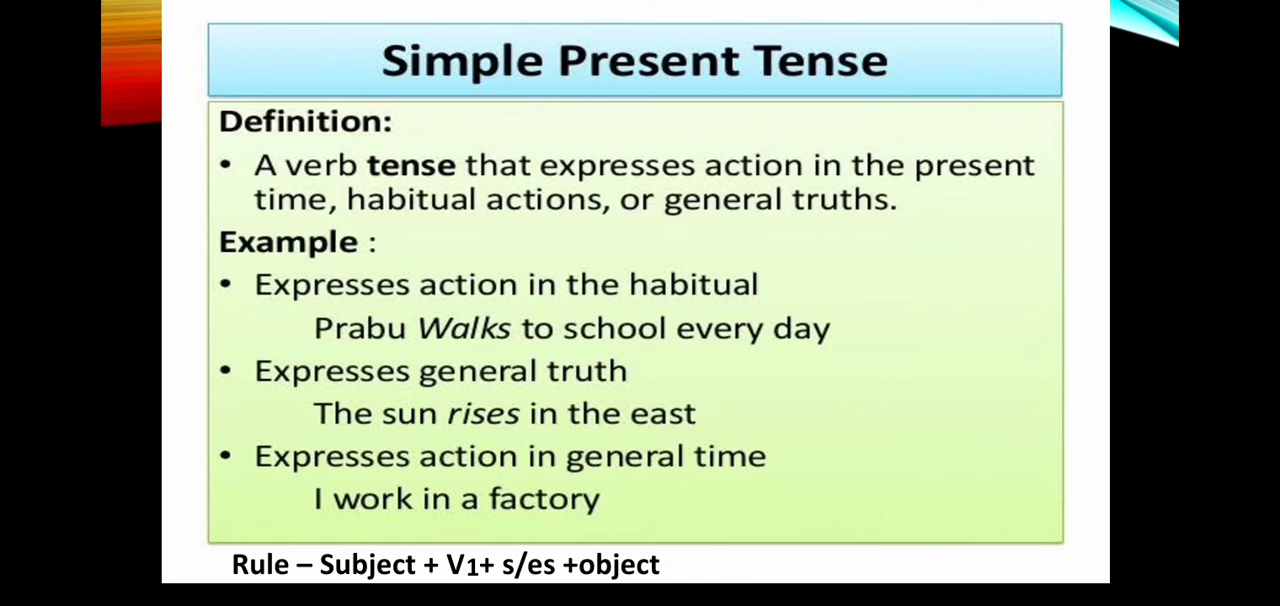 Simple Present Tense
Definition:
• A verb tense that expresses action in the present
time, habitual actions, or general truths.
Example :
• Expresses action in the habitual
Prabu Walks to school every day
• Expresses general truth
The sun rises in the east
• Expresses action in general time
I work in a factory
Rule – Subject + V1+ s/es +object